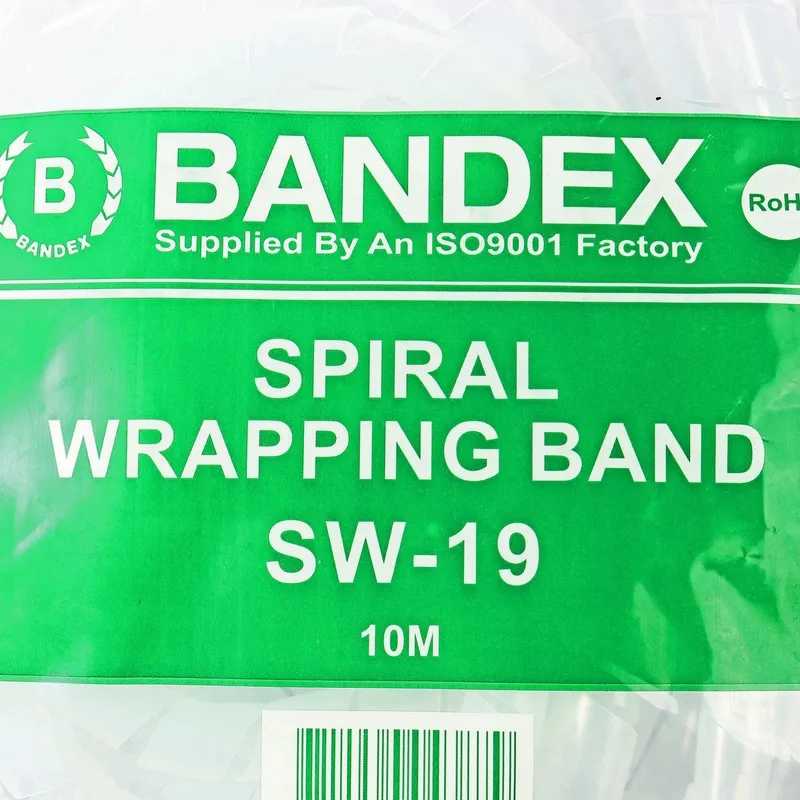 B
BANDEX
BANDEX
Supplied By An ISO9001 Factory
RoH
SPIRAL
WRAPPING BAND
SW-19
10M